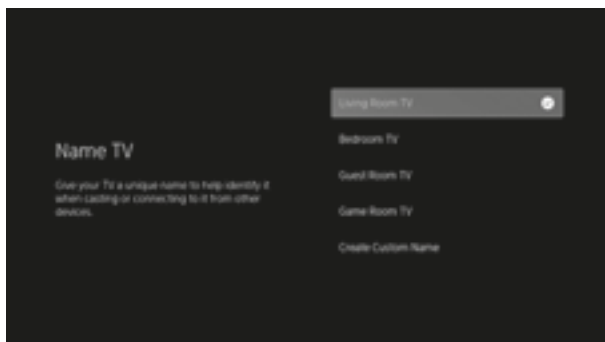 Name TV
Give your TV a unique name to help identify it
when casting or connecting to it from other
devices.
Living Room TV
Bedroom TV
Guest Room TV
Game Room TV
Create Custom Name